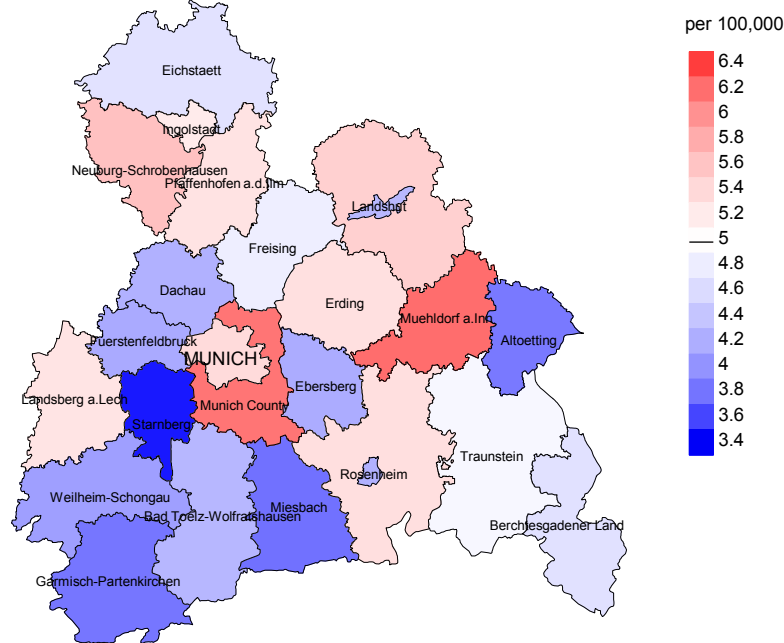 per 100,000
6.4
6.2
6
5.8
5.6
5.4
5.2
5
4.8
4.6
4.4
4.2
4
3.8
3.6
3.4
Eichstaett
Ingolstadt
Neuburg-Schrobenhausen
Pfaffenhofen a.d.Ilm
Landshut
Freising
Dachau
Erding
Muehldorf a.Inn
Altoetting
Fuerstenfeldbruck
MUNICH
Ebersberg
Landsberg a.Lech
Munich County
Starnberg
Traunstein
Rosenheim
Weilheim-Schongau
Miesbach
Bad Toelz-Wolfratshausen
Berchtesgadener Land
Garmisch-Partenkirchen